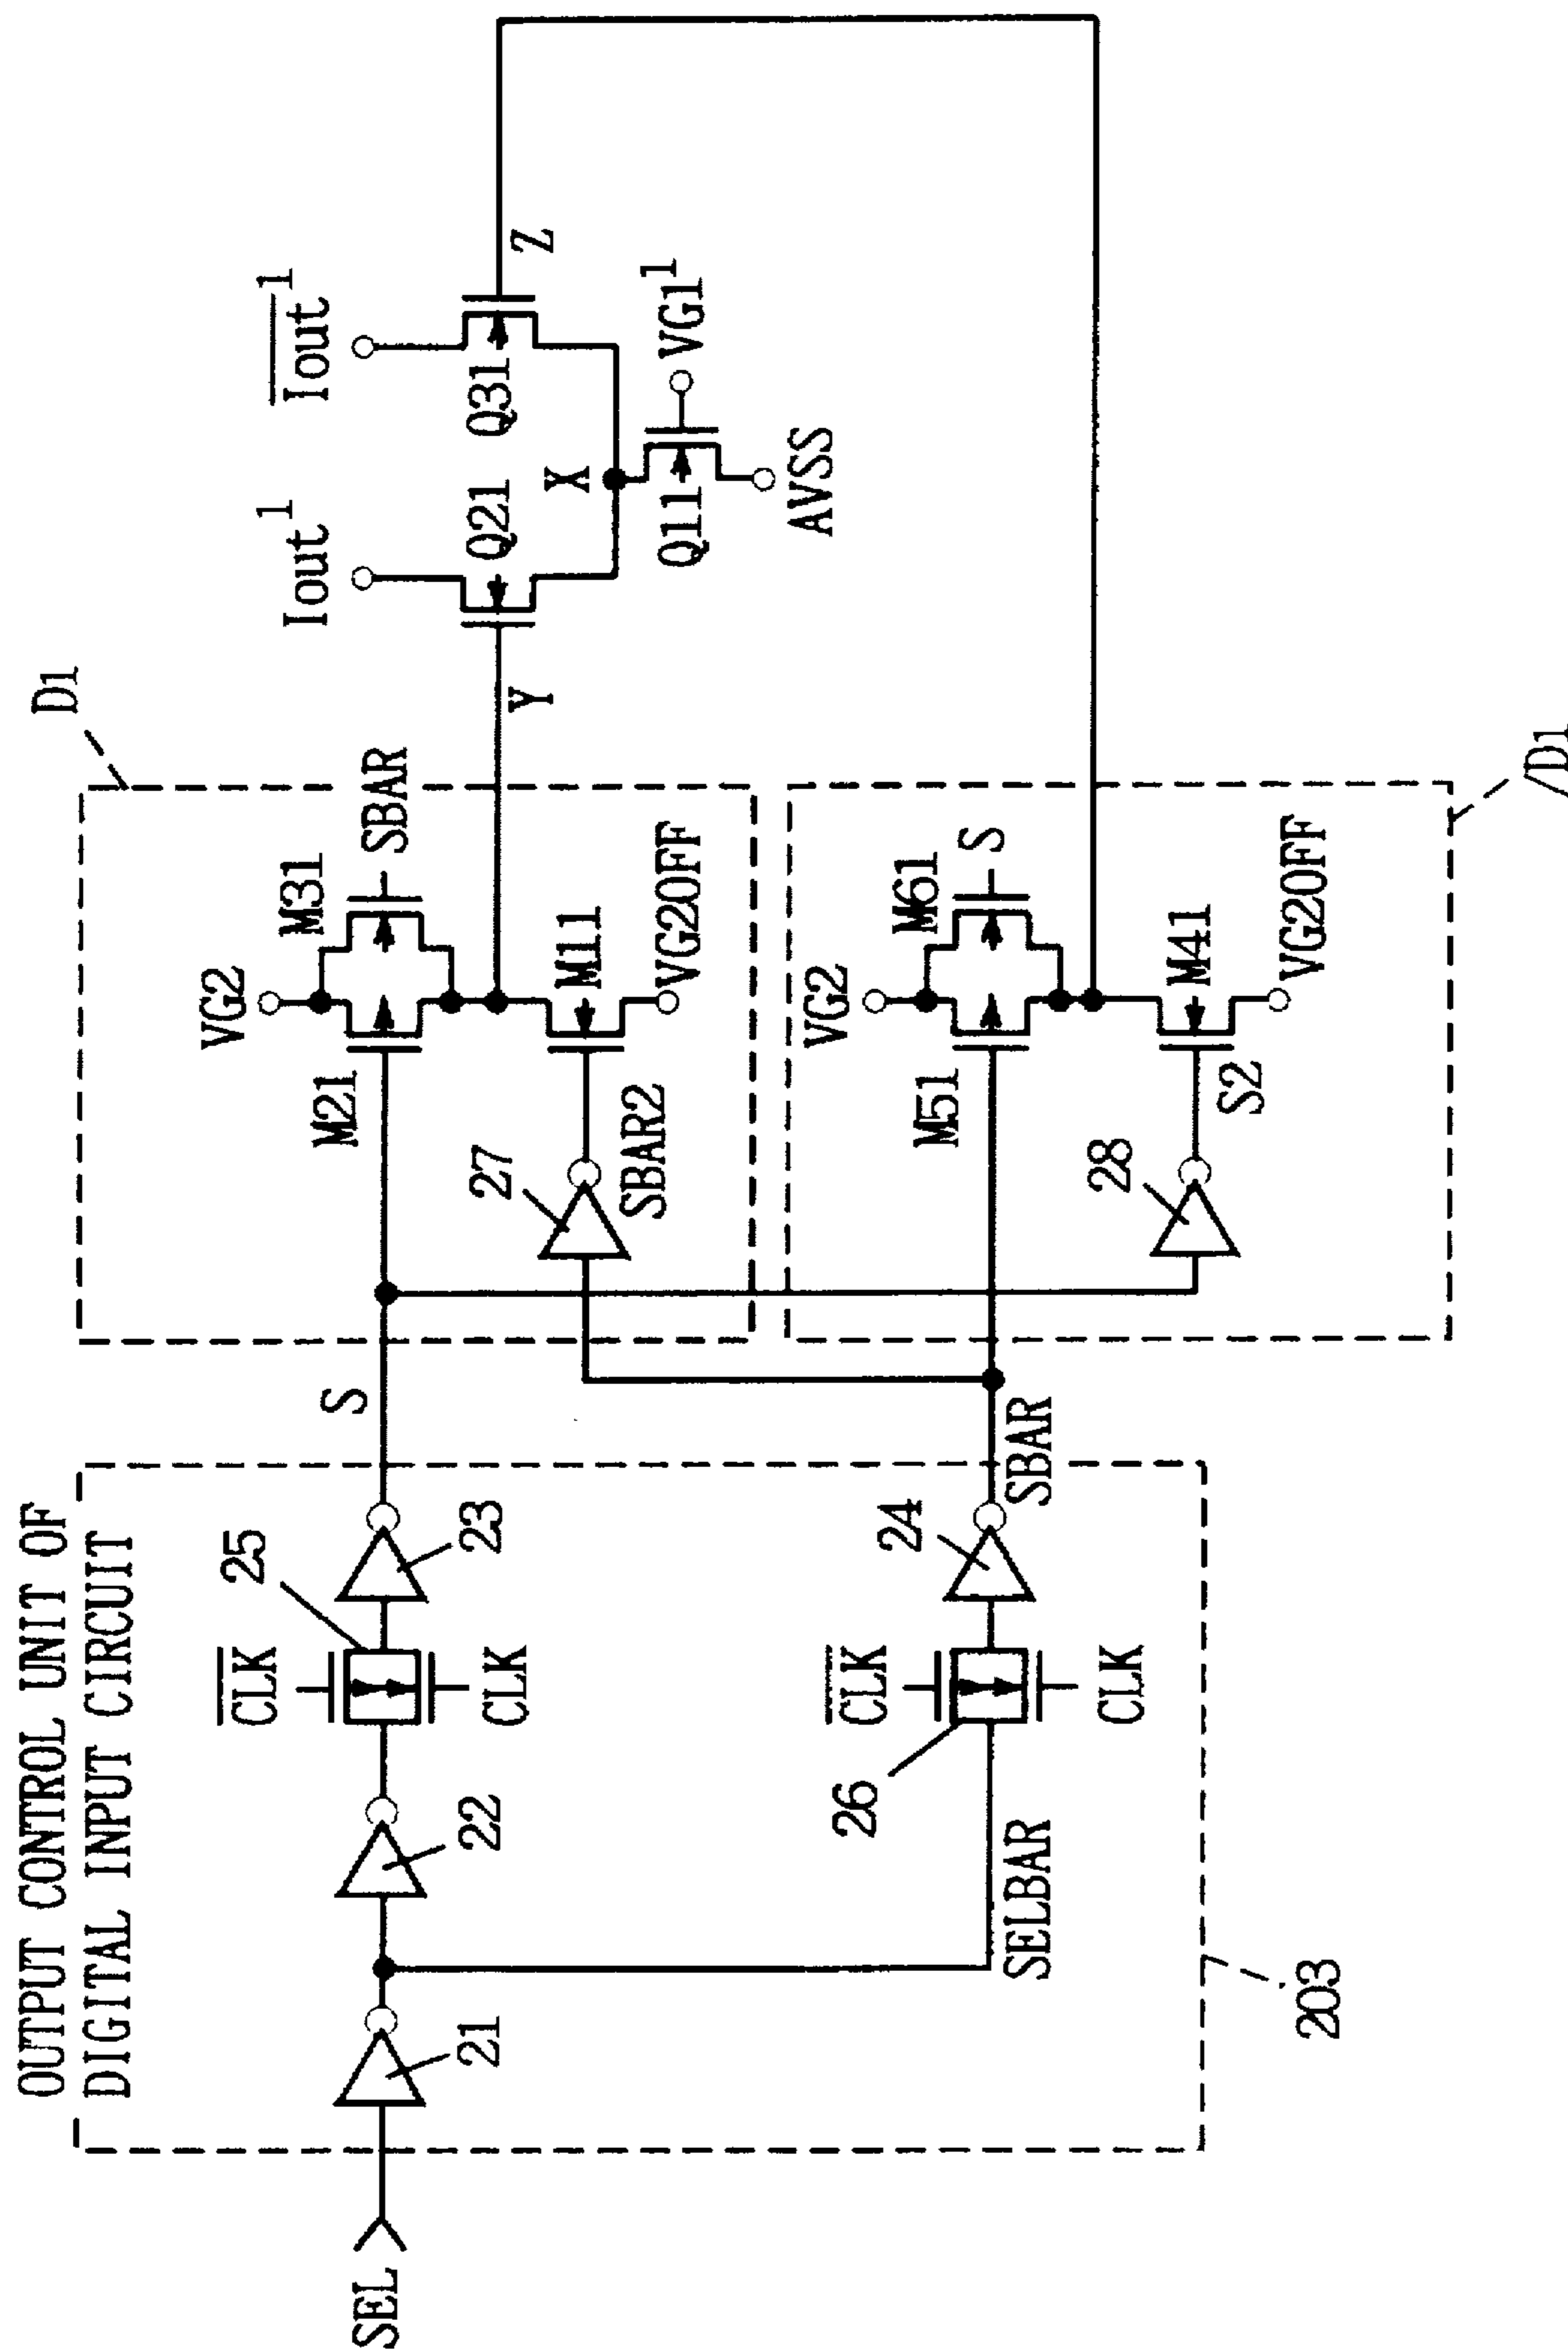 OUTPUT CONTROL UNIT OF
DIGITAL INPUT CIRCUIT
SEL
21
22
CLK
25
CLK
23
S
SELBAR
26
CLK
CLK
24
SBAR
203
D1
VG2
M21
M31
SBAR
27
SBAR2
M11
VG2OFF
Y
/D1
VG2
M51
M61
S
28
S2
M41
VG2OFF
Iout1
Iout1
Q21
Q31
X
Z
Q11
VG11
AVSS